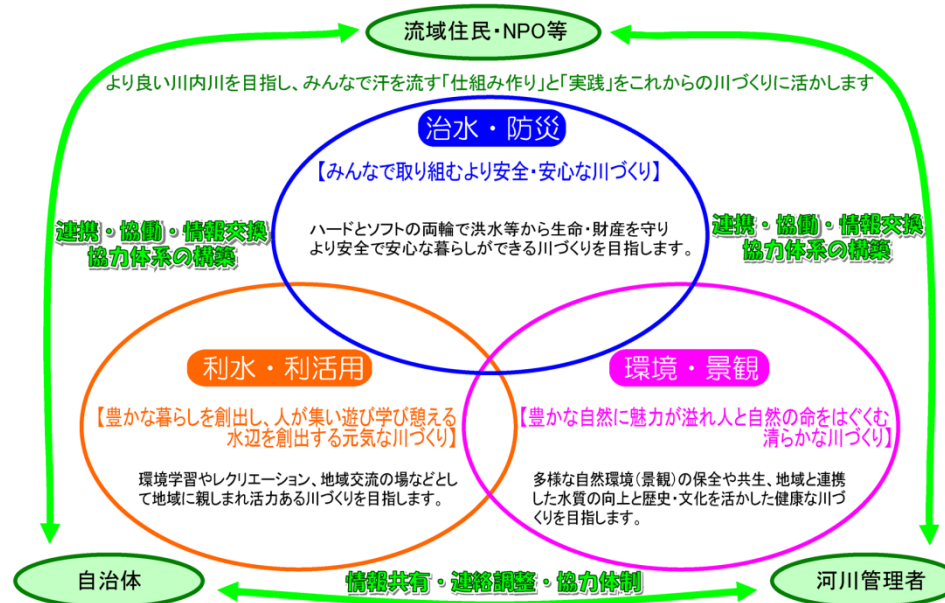 流域住民・NPO等
より良い川内川を目指し、みんなで汗を流す「仕組み作り」と「実践」をこれからの川づくりに活かします
治水・防災
【みんなで取り組むより安全・安心な川づくり】
ハードとソフトの両輪で洪水等から生命・財産を守り
より安全で安心な暮らしができる川づくりを目指します。
連携・協働・情報交換
協力体系の構築
連携・協働・情報交換
協力体系の構築
利水・利活用
【豊かな暮らしを創出し、人が集い遊び学び憩える
水辺を創出する元気な川づくり】
環境学習やレクリエーション、地域交流の場などとし
て地域に親しまれ活力ある川づくりを目指します。
環境・景観
【豊かな自然に魅力が溢れ人と自然の命をはぐくむ
清らかな川づくり】
多様な自然環境(景観)の保全や共生、地域と連携
した水質の向上と歴史・文化を活かした健康な川づ
くりを目指します。
自治体
情報共有・連絡調整・協力体制
河川管理者